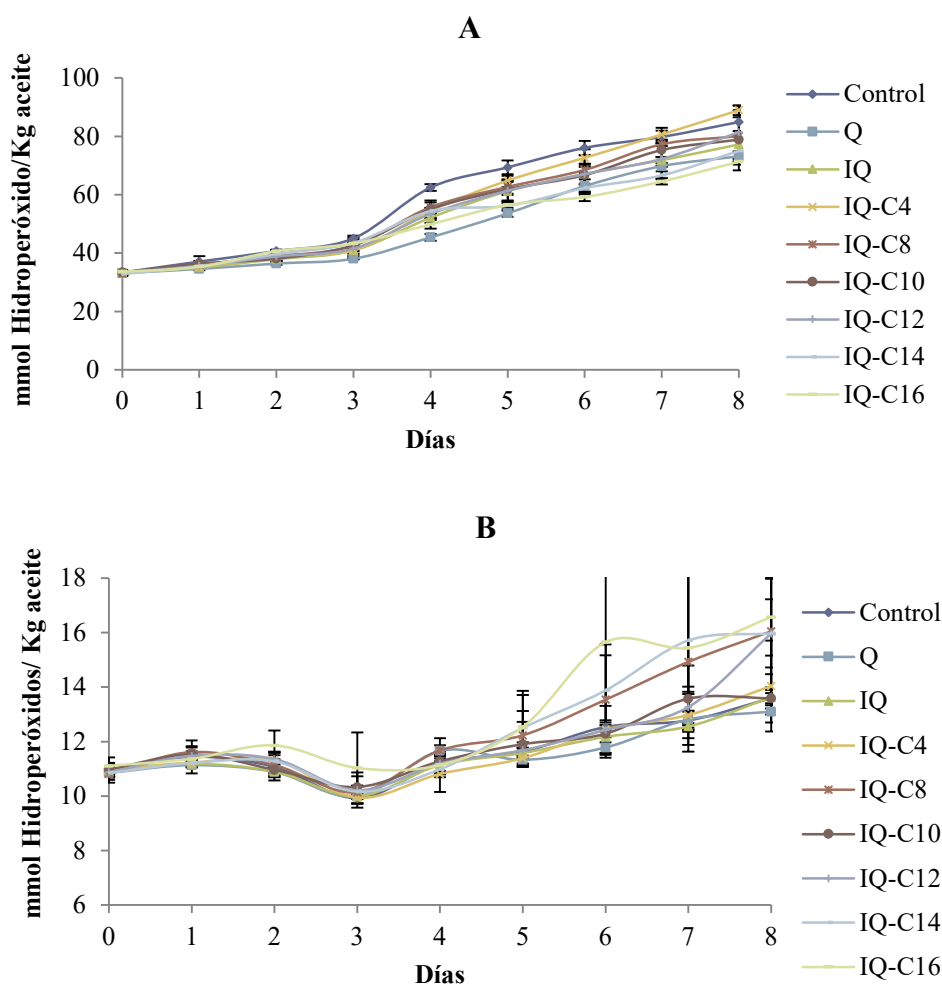 A
mmol Hidroperóxido/Kg aceite
100
80
60
40
20
0
0 1 2 3 4 5 6 7 8
Días
Control
Q
IQ
IQ-C4
IQ-C8
IQ-C10
IQ-C12
IQ-C14
IQ-C16
B
mmol Hidroperóxidos/ Kg aceite
18
16
14
12
10
8
6
0 1 2 3 4 5 6 7 8
Días
Control
Q
IQ
IQ-C4
IQ-C8
IQ-C10
IQ-C12
IQ-C14
IQ-C16